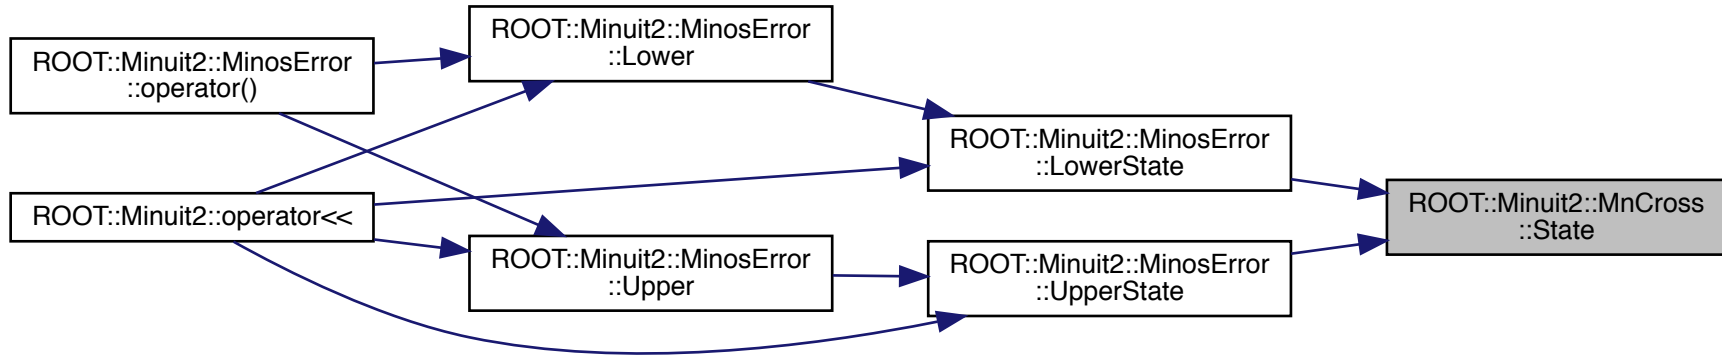 ROOT::Minuit2::MinosError
::operator()
ROOT::Minuit2::operator<<
ROOT::Minuit2::MinosError
::Lower
ROOT::Minuit2::MinosError
::Upper
ROOT::Minuit2::MinosError
::LowerState
ROOT::Minuit2::MinosError
::UpperState
ROOT::Minuit2::MnCross
::State